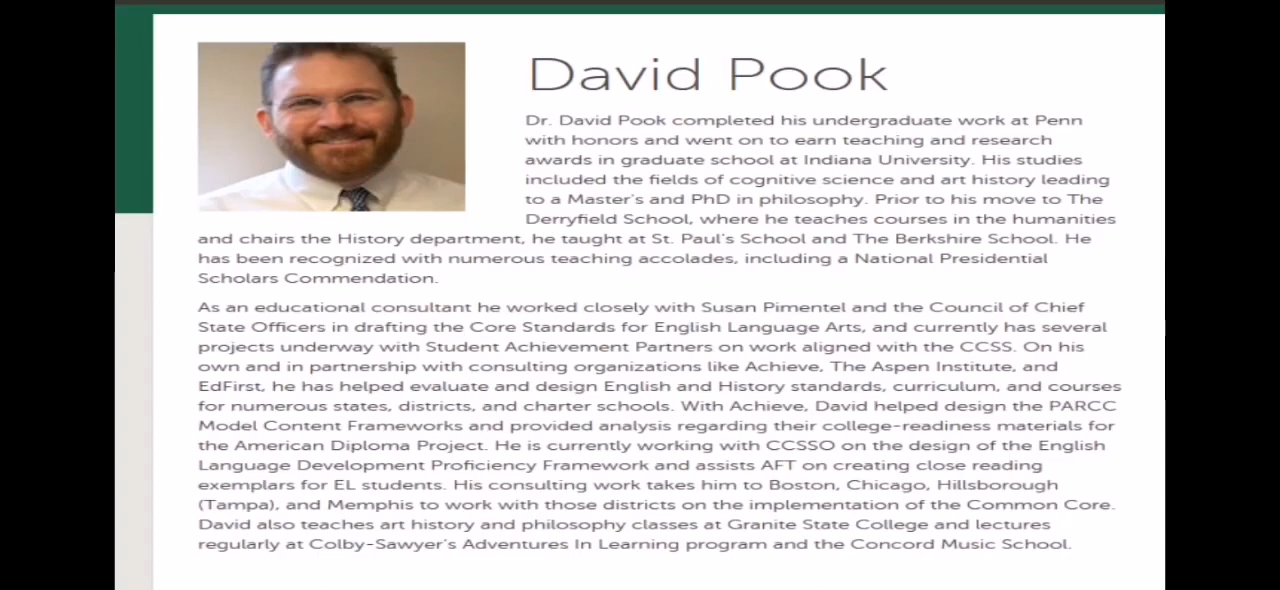 David Pook
Dr. David Pook completed his undergraduate work at Penn
with honors and went on to earn teaching and research
awards in graduate school at Indiana University. His studies
included the fields of cognitive science and art history leading
to a Master's and PhD in philosophy. Prior to his move to The
Derryfield School, where he teaches courses in the humanities
and chairs the History department, he taught at St. Paul's School and The Berkshire School. He
has been recognized with numerous teaching accolades, including a National Presidential
Scholars Commendation.
As an educational consultant he worked closely with Susan Pimentel and the Council of Chief
State Officers in drafting the Core Standards for English Language Arts, and currently has several
projects underway with Student Achievement Partners on work aligned with the CCSS. On his
own and in partnership with consulting organizations like Achieve, The Aspen Institute, and
EdFirst, he has helped evaluate and design English and History standards, curriculum, and courses
for numerous states, districts, and charter schools. With Achieve, David helped design the PARCC
Model Content Frameworks and provided analysis regarding their college-readiness materials for
the American Diploma Project. He is currently working with CCSSO on the design of the English
Language Development Proficiency Framework and assists AFT on creating close reading
exemplars for EL students. His consulting work takes him to Boston, Chicago, Hillsborough
(Tampa), and Memphis to work with those districts on the implementation of the Common Core.
David also teaches art history and philosophy classes at Granite State College and lectures
regularly at Colby-Sawyer's Adventures In Learning program and the Concord Music School.